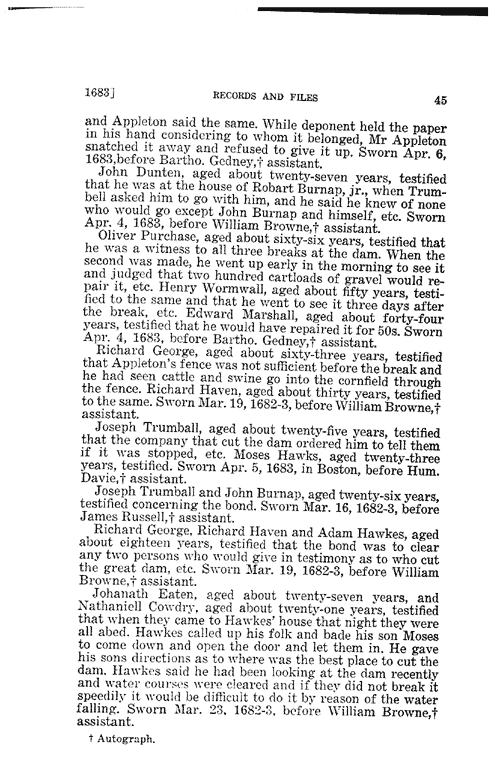 1683]
RECORDS AND FILES
45
and Appleton said the same. While deponent held the paper
in his hand considering to whom it belonged, Mr Appleton
snatched it away and refused to give it up. Sworn Apr. 6,
1683,before Bartho. Gedney,† assistant.
John Dunten, aged about twenty-seven years, testified
that he was at the house of Robart Burnap, jr., when Trum-
bell asked him to go with him, and he said he knew of none
who would go except John Burnap and himself, etc. Sworn
Apr. 4, 1683, before William Browne,† assistant.
Oliver Purchase, aged about sixty-six years, testified that
he was a witness to all three breaks at the dam. When the
second was made, he went up early in the morning to see it
and judged that two hundred cartloads of gravel would re-
pair it, etc. Henry Wormwall, aged about fifty years, testi-
fied to the same and that he went to see it three days after
the break, etc. Edward Marshall, aged about forty-four
years, testified that he would have repaired it for 50s. Sworn
Apr. 4, 1683, before Bartho. Gedney,† assistant.
Richard George, aged about sixty-three years, testified
that Appleton's fence was not sufficient before the break and
he had seen cattle and swine go into the cornfield through
the fence. Richard Haven, aged about thirty years, testified
to the same. Sworn Mar. 19, 1682-3, before William Browne,†
assistant.
Joseph Trumball, aged about twenty-five years, testified
that the company that cut the dam ordered him to tell them
if it was stopped, etc. Moses Hawks, aged twenty-three
years, testified. Sworn Apr. 5, 1683, in Boston, before Hum.
Davie,† assistant.
Joseph Trumball and John Burnap, aged twenty-six years,
testified concerning the bond. Sworn Mar. 16, 1682-3, before
James Russell,† assistant.
Richard George, Richard Haven and Adam Hawkes, aged
about eighteen years, testified that the bond was to clear
any two persons who would give in testimony as to who cut
the great dam, etc. Sworn Mar. 19, 1682-3, before William
Browne,† assistant.
Johanath Eaten, aged about twenty-seven years, and
Nathaniell Cowdry, aged about twenty-one years, testified
that when they came to Hawkes' house that night they were
all abed. Hawkes called up his folk and bade his son Moses
to come down and open the door and let them in. He gave
his sons directions as to where was the best place to cut the
dam. Hawkes said he had been looking at the dam recently
and water courses were cleared and if they did not break it
speedily it would be difficult to do it by reason of the water
falling. Sworn Mar. 23, 1682-3, before William Browne,†
assistant.
† Autograph.